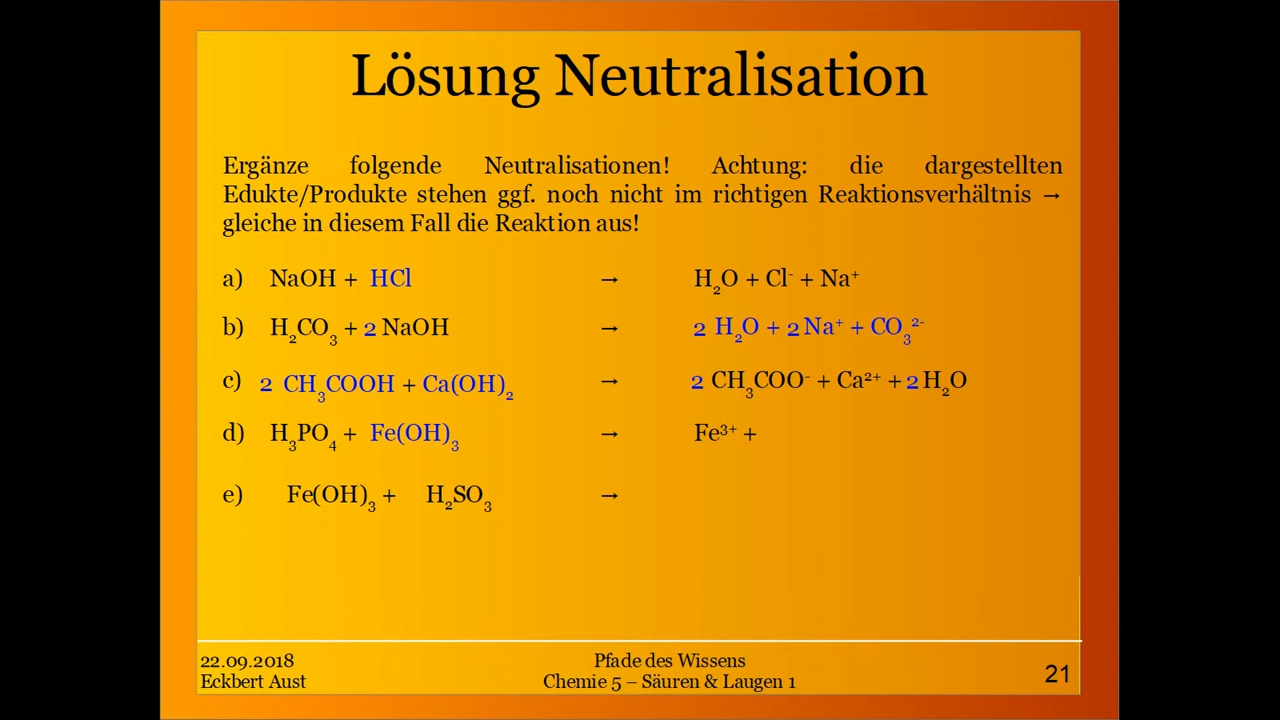 Lösung Neutralisation
Ergänze folgende Neutralisationen! Achtung: die dargestellten
Edukte/Produkte stehen ggf. noch nicht im richtigen Reaktionsverhältnis →
gleiche in diesem Fall die Reaktion aus!
a) NaOH + HCl → H₂O + Cl⁻ + Na⁺
b) H₂CO₃ + 2 NaOH → 2 H₂O + 2 Na⁺ + CO₃²⁻
c) 2 CH₃COOH + Ca(OH)₂ → 2 CH₃COO⁻ + Ca²⁺ + 2 H₂O
d) H₃PO₄ + Fe(OH)₃ → Fe³⁺ +
e) Fe(OH)₃ + H₂SO₃ →
22.09.2018 Pfade des Wissens
Eckbert Aust Chemie 5 – Säuren & Laugen 1 21